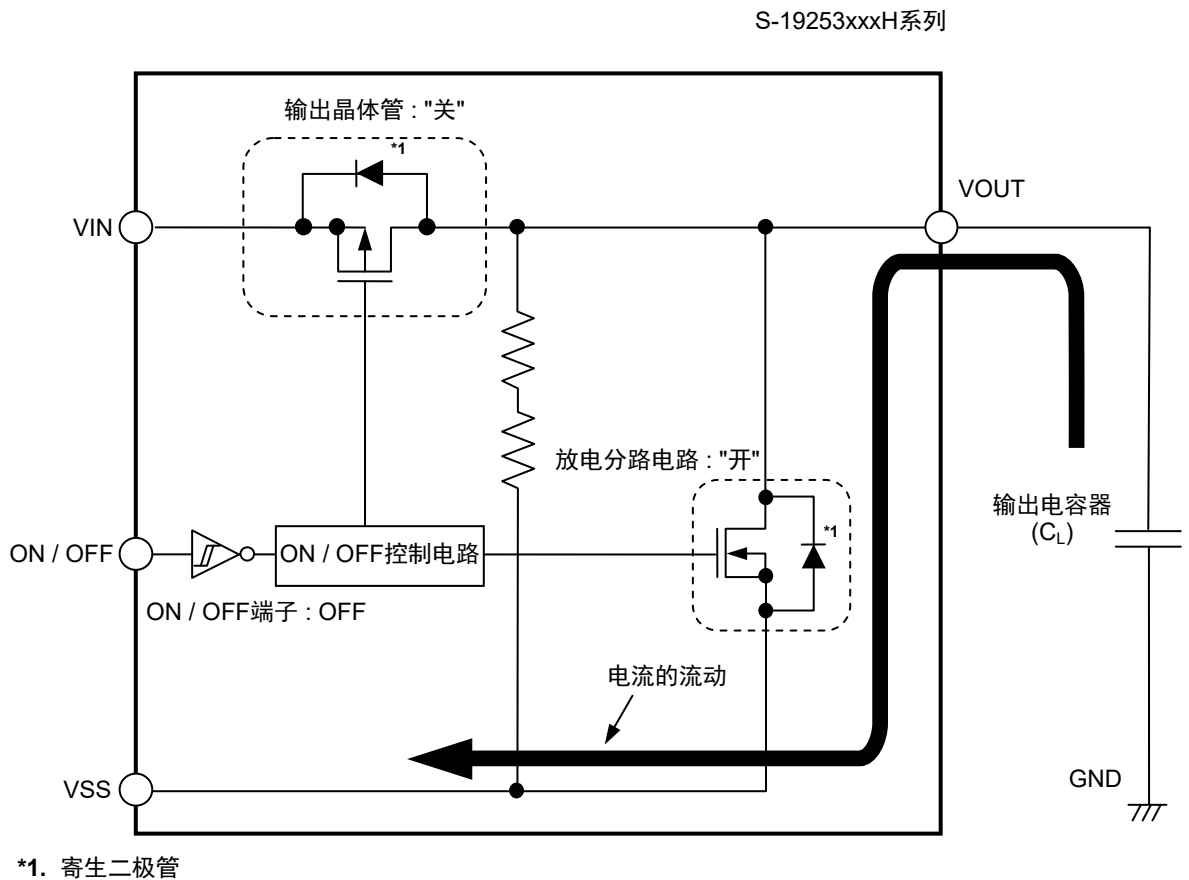 S-19253xxxH系列
输出晶体管 : "关"
*1
VOUT
VIN
放电分路电路 : "开"
*1
输出电容器
(CL)
ON / OFF
ON / OFF控制电路
ON / OFF端子 : OFF
电流的流动
GND
VSS
*1. 寄生二极管